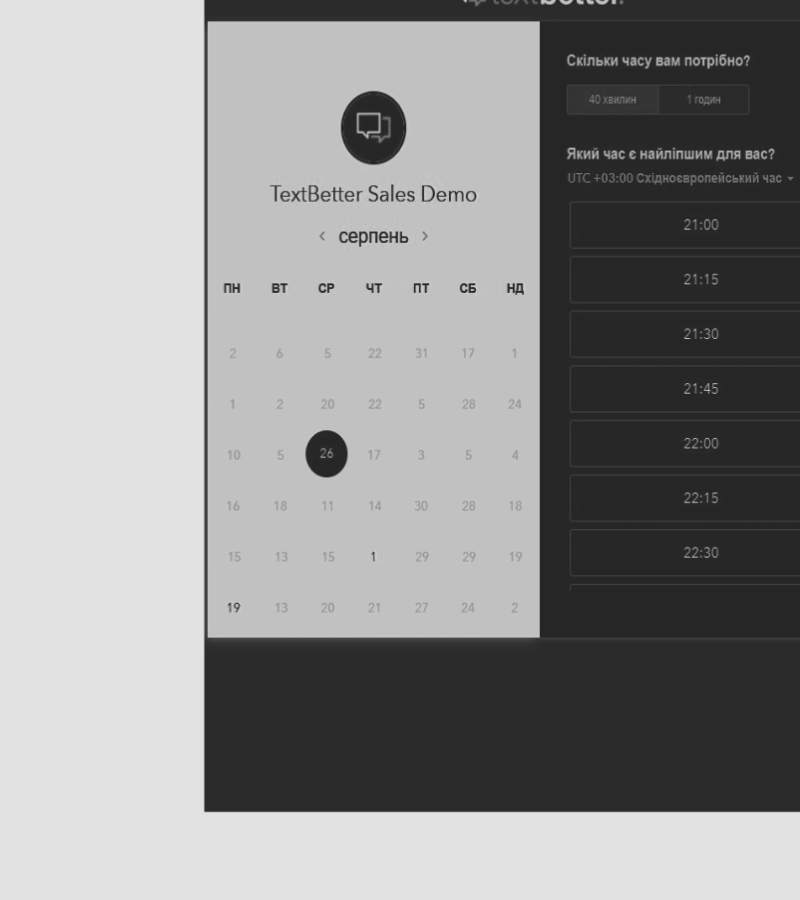 textbetter.
TextBetter Sales Demo
‹ серпень ›
ПН ВТ СР ЧТ ПТ СБ НД
2 6 5 22 31 17 1
1 2 20 22 5 28 24
10 5 26 17 3 5 4
16 18 11 14 30 28 18
15 13 15 1 29 29 19
19 13 20 21 27 24 2
Скільки часу вам потрібно?
40 хвилин 1 годин
Який час є найліпшим для вас?
UTC +03:00 Східноєвропейський час
21:00
21:15
21:30
21:45
22:00
22:15
22:30